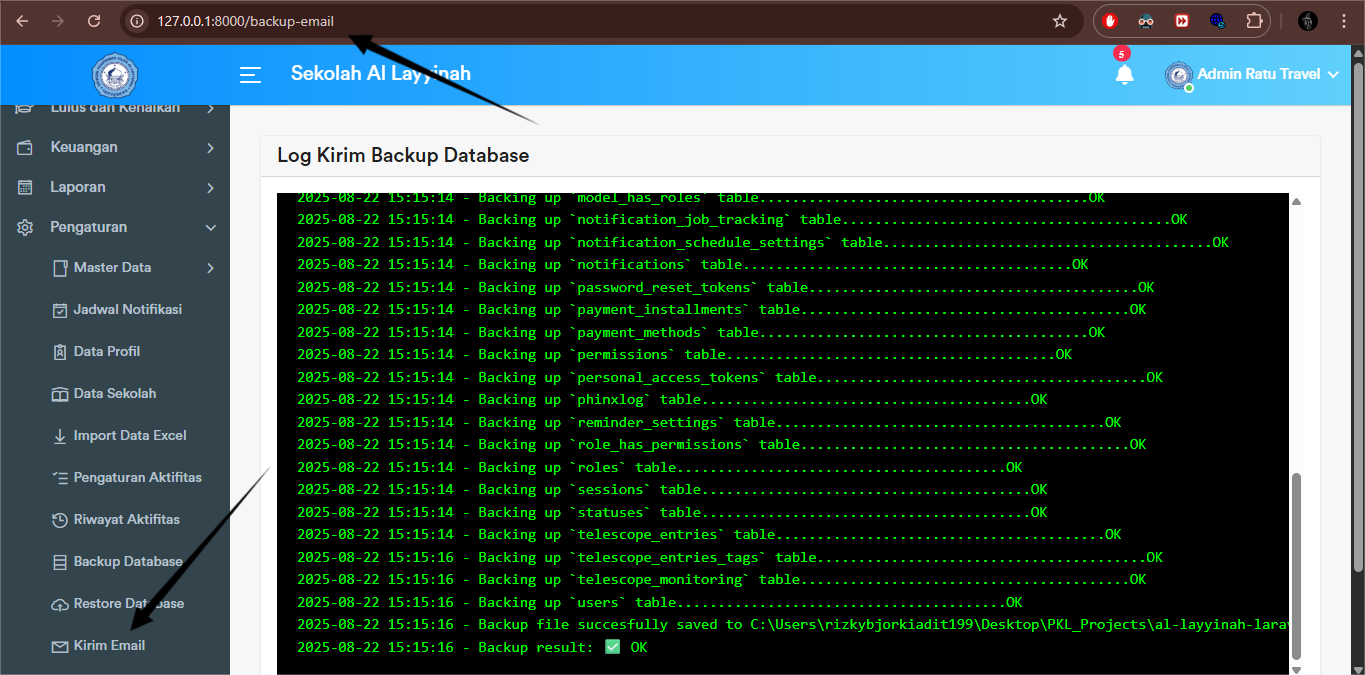 127.0.0.1:8000/backup-email
Sekolah Al Layyinah
5
Admin Ratu Travel
Lulus dan Kenaikan
Keuangan
Laporan
Pengaturan
Master Data
Jadwal Notifikasi
Data Profil
Data Sekolah
Import Data Excel
Pengaturan Aktifitas
Riwayat Aktifitas
Backup Database
Restore Database
Kirim Email
Log Kirim Backup Database
2025-08-22 15:15:14 - Backing up `model_has_roles` table........................................OK
2025-08-22 15:15:14 - Backing up `notification_job_tracking` table........................................OK
2025-08-22 15:15:14 - Backing up `notification_schedule_settings` table........................................OK
2025-08-22 15:15:14 - Backing up `notifications` table........................................OK
2025-08-22 15:15:14 - Backing up `password_reset_tokens` table........................................OK
2025-08-22 15:15:14 - Backing up `payment_installments` table........................................OK
2025-08-22 15:15:14 - Backing up `payment_methods` table........................................OK
2025-08-22 15:15:14 - Backing up `permissions` table........................................OK
2025-08-22 15:15:14 - Backing up `personal_access_tokens` table........................................OK
2025-08-22 15:15:14 - Backing up `phinxlog` table........................................OK
2025-08-22 15:15:14 - Backing up `reminder_settings` table........................................OK
2025-08-22 15:15:14 - Backing up `role_has_permissions` table........................................OK
2025-08-22 15:15:14 - Backing up `roles` table........................................OK
2025-08-22 15:15:14 - Backing up `sessions` table........................................OK
2025-08-22 15:15:14 - Backing up `statuses` table........................................OK
2025-08-22 15:15:14 - Backing up `telescope_entries` table........................................OK
2025-08-22 15:15:16 - Backing up `telescope_entries_tags` table........................................OK
2025-08-22 15:15:16 - Backing up `telescope_monitoring` table........................................OK
2025-08-22 15:15:16 - Backing up `users` table........................................OK
2025-08-22 15:15:16 - Backup file succesfully saved to C:\Users\rizkybjorkiadit199\Desktop\PKL_Projects\al-layyinah-larav
2025-08-22 15:15:16 - Backup result: ✅ OK